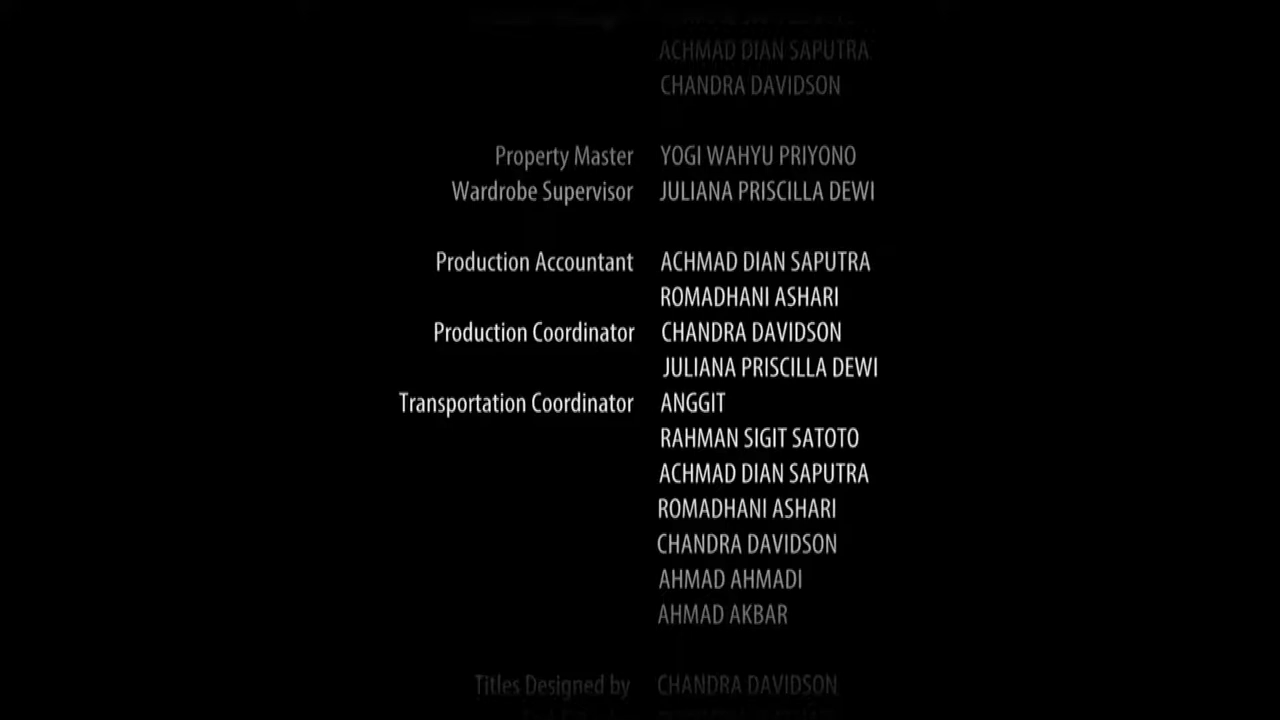 ACHMAD DIAN SAPUTRA
CHANDRA DAVIDSON
Property Master YOGI WAHYU PRIYONO
Wardrobe Supervisor JULIANA PRISCILLA DEWI
Production Accountant ACHMAD DIAN SAPUTRA
ROMADHANI ASHARI
Production Coordinator CHANDRA DAVIDSON
JULIANA PRISCILLA DEWI
Transportation Coordinator ANGGIT
RAHMAN SIGIT SATOTO
ACHMAD DIAN SAPUTRA
ROMADHANI ASHARI
CHANDRA DAVIDSON
AHMAD AHMADI
AHMAD AKBAR
Titles Designed by CHANDRA DAVIDSON